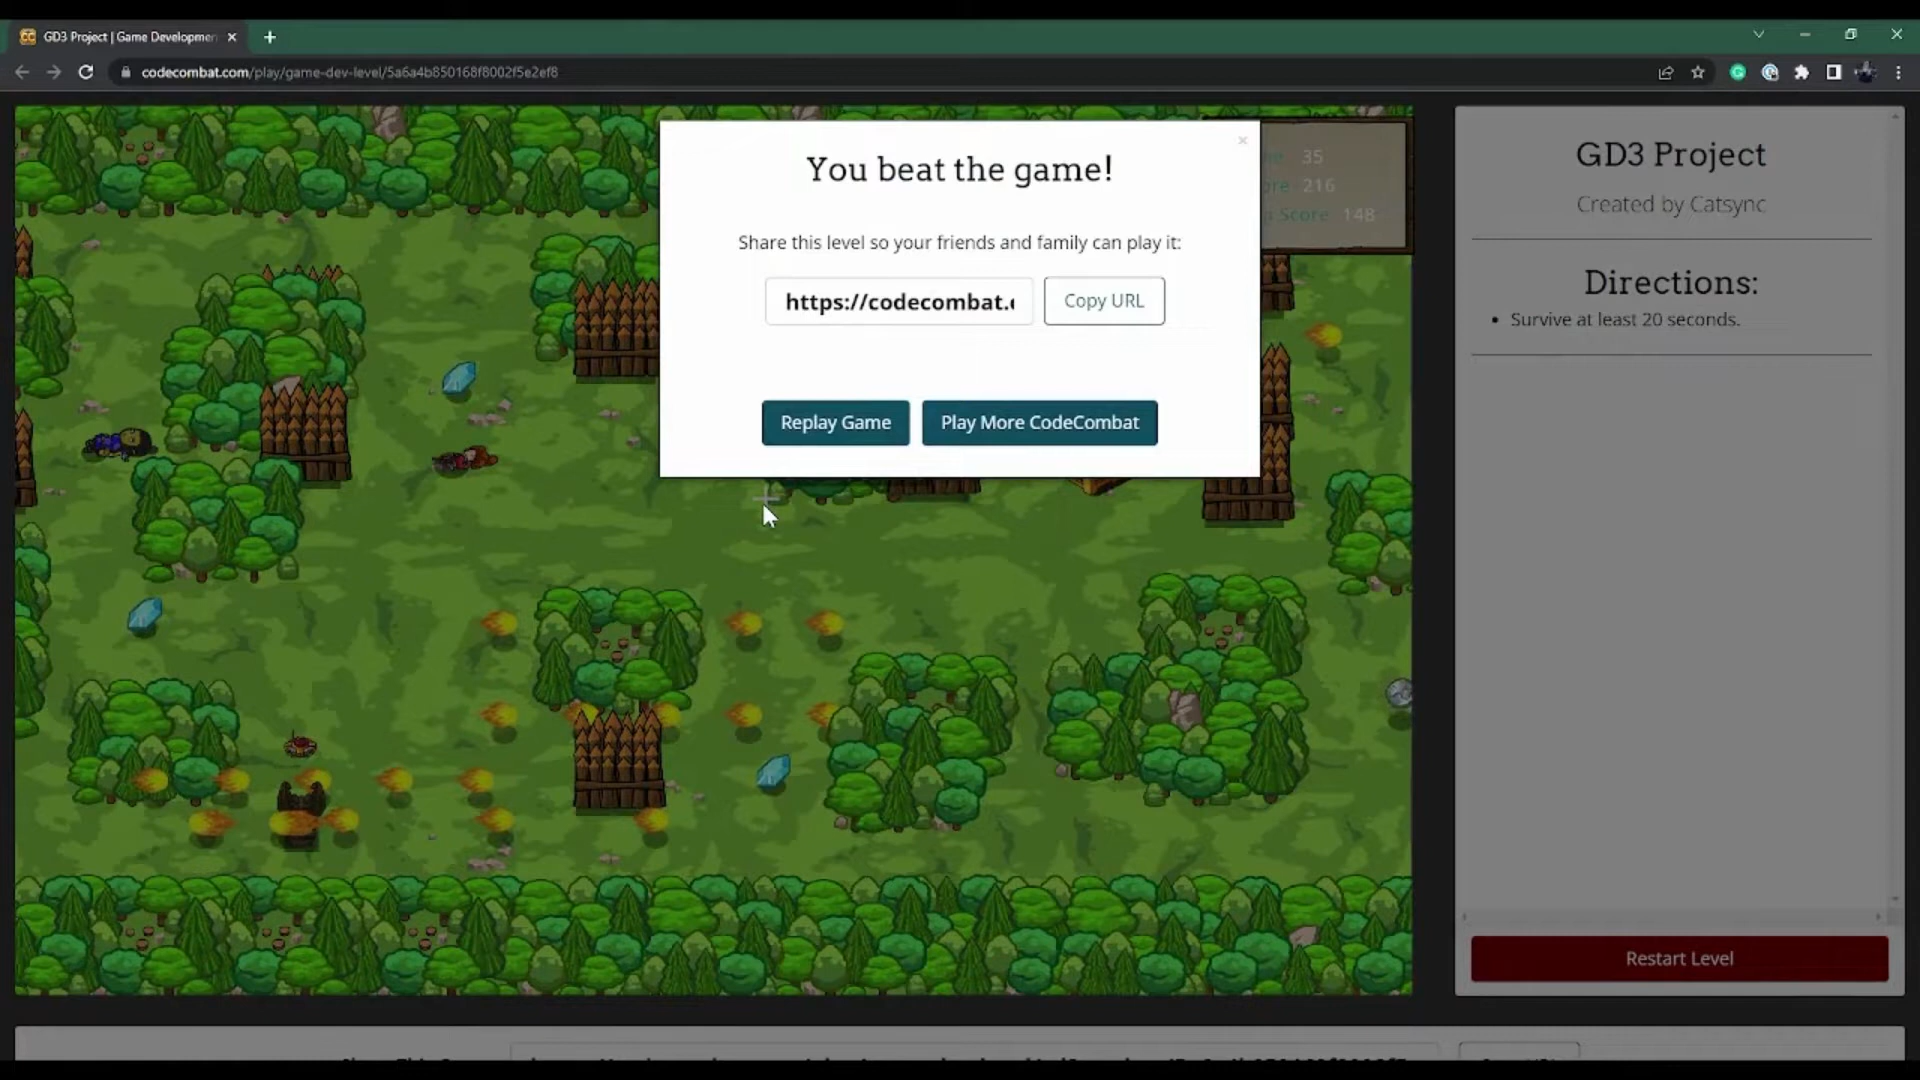 GD3 Project | Game Developmen
codecombat.com/play/game-dev-level/5a6a4b850168f8002f5e2ef8
You beat the game!
Share this level so your friends and family can play it:
https://codecombat.
Copy URL
Replay Game
Play More CodeCombat
35
216
Score 148
GD3 Project
Created by Catsync
Directions:
• Survive at least 20 seconds.
Restart Level